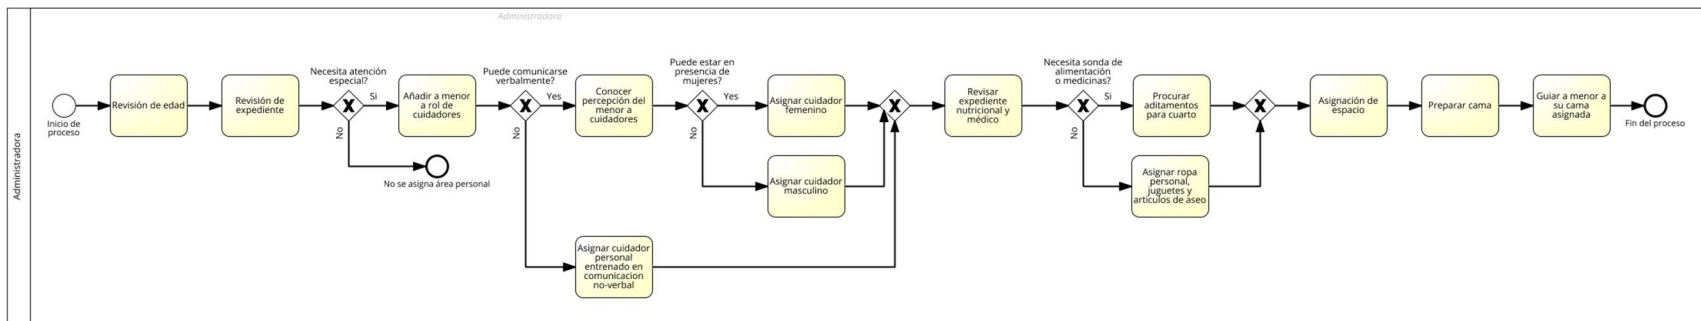 Administradora
Administradora
Inicio de
proceso
Revisión de edad
Revisión de
expediente
Necesita atención
especial?
Si
No
No se asigna área personal
Añadir a menor
a rol de
cuidadores
Puede comunicarse
verbalmente?
Yes
No
Conocer
percepción del
menor a
cuidadores
Asignar cuidador
personal
entrenado en
comunicacion
no-verbal
Puede estar en
presencia de
mujeres?
Yes
No
Asignar cuidador
femenino
Asignar cuidador
masculino
Revisar
expediente
nutricional y
médico
Necesita sonda de
alimentación
o medicinas?
Si
No
Procurar
aditamentos
para cuarto
Asignar ropa
personal,
juguetes y
artículos de aseo
Asignación de
espacio
Preparar cama
Guiar a menor a
su cama
asignada
Fin del proceso